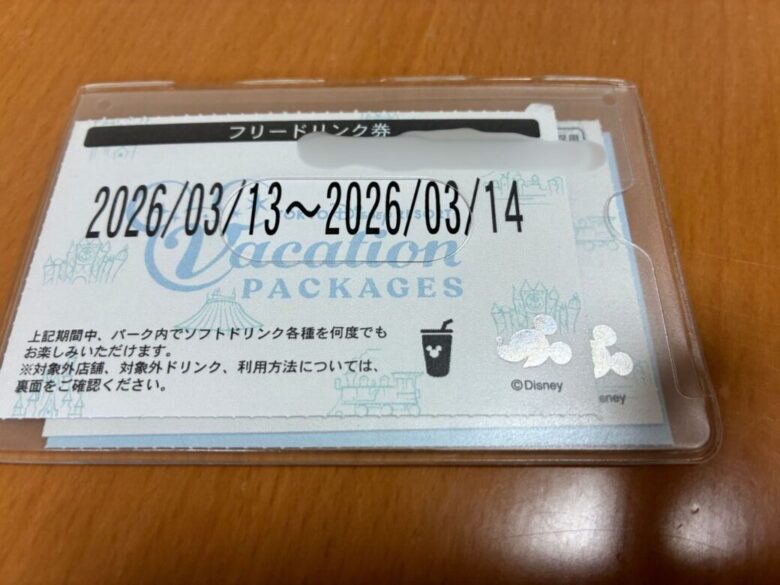 フリードリンク券
2026/03/13〜2026/03/14
TOKYO DISNEY RESORT
Vacation
PACKAGES
上記期間中、パーク内でソフトドリンク各種を何度でも
お楽しみいただけます。
※対象外店舗、対象外ドリンク、利用方法については、
裏面をご確認ください。
©Disney
sney